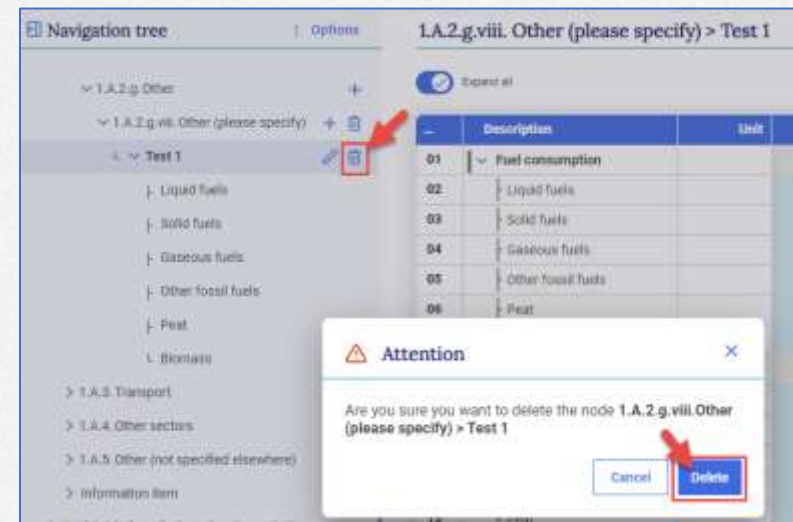 Navigation tree
Options
1.A.2.g.viii. Other (please specify) > Test 1
Expand all
1.A.2.g. Other
1.A.2.g.viii. Other (please specify)
Test 1
Liquid fuels
Solid fuels
Gaseous fuels
Other fossil fuels
Peat
Biomass
1.A.3. Transport
1.A.4. Other sectors
1.A.5. Other (not specified elsewhere)
Information item
Description Unit
01 Fuel consumption
02 Liquid fuels
03 Solid fuels
04 Gaseous fuels
05 Other fossil fuels
06 Peat
Attention
Are you sure you want to delete the node 1.A.2.g.viii.Other
(please specify) > Test 1
Cancel
Delete